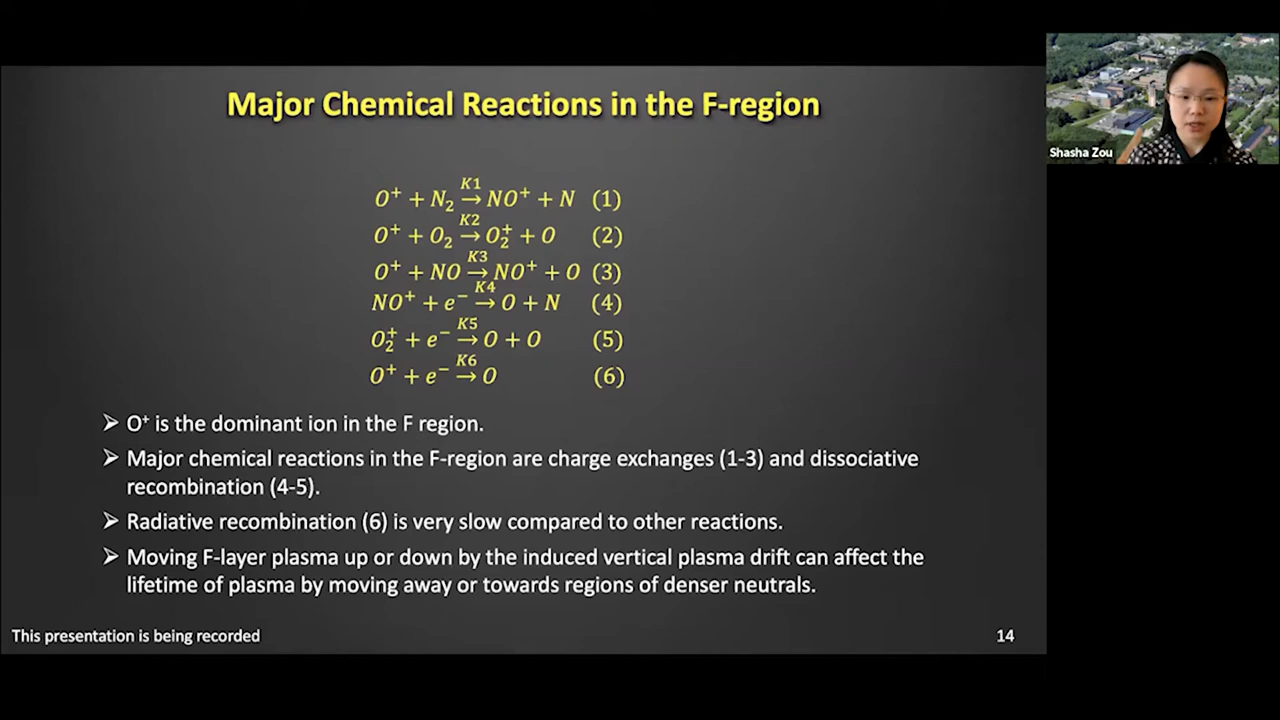 Major Chemical Reactions in the F-region
Shasha Zou
O⁺ + N₂ →(K1) NO⁺ + N (1)
O⁺ + O₂ →(K2) O₂⁺ + O (2)
O⁺ + NO →(K3) NO⁺ + O (3)
NO⁺ + e⁻ →(K4) O + N (4)
O₂⁺ + e⁻ →(K5) O + O (5)
O⁺ + e⁻ →(K6) O (6)
➢ O⁺ is the dominant ion in the F region.
➢ Major chemical reactions in the F-region are charge exchanges (1-3) and dissociative
recombination (4-5).
➢ Radiative recombination (6) is very slow compared to other reactions.
➢ Moving F-layer plasma up or down by the induced vertical plasma drift can affect the
lifetime of plasma by moving away or towards regions of denser neutrals.
This presentation is being recorded
14